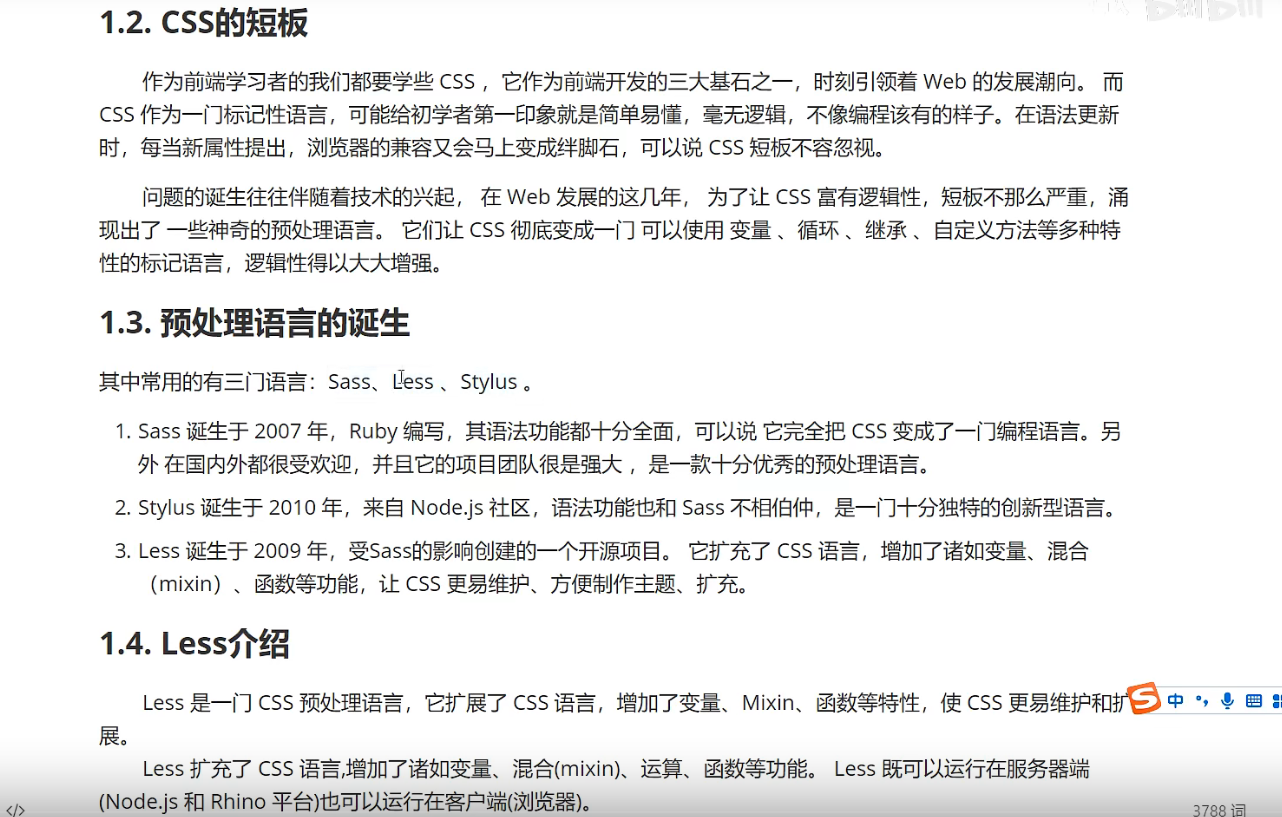 1.2. CSS的短板
作为前端学习者的我们都要学些 CSS ，它作为前端开发的三大基石之一，时刻引领着 Web 的发展潮向。 而
CSS 作为一门标记性语言，可能给初学者第一印象就是简单易懂，毫无逻辑，不像编程该有的样子。在语法更新
时，每当新属性提出，浏览器的兼容又会马上变成绊脚石，可以说 CSS 短板不容忽视。
问题的诞生往往伴随着技术的兴起， 在 Web 发展的这几年， 为了让 CSS 富有逻辑性，短板不那么严重，涌
现出了 一些神奇的预处理语言。 它们让 CSS 彻底变成一门 可以使用 变量 、循环 、继承 、自定义方法等多种特
性的标记语言，逻辑性得以大大增强。
1.3. 预处理语言的诞生
其中常用的有三门语言：Sass、Less 、Stylus 。
1. Sass 诞生于 2007 年，Ruby 编写，其语法功能都十分全面，可以说 它完全把 CSS 变成了一门编程语言。另
外 在国内外都很受欢迎，并且它的项目团队很是强大 ，是一款十分优秀的预处理语言。
2. Stylus 诞生于 2010 年，来自 Node.js 社区，语法功能也和 Sass 不相伯仲，是一门十分独特的创新型语言。
3. Less 诞生于 2009 年，受Sass的影响创建的一个开源项目。 它扩充了 CSS 语言，增加了诸如变量、混合
（mixin）、函数等功能，让 CSS 更易维护、方便制作主题、扩充。
1.4. Less介绍
Less 是一门 CSS 预处理语言，它扩展了 CSS 语言，增加了变量、Mixin、函数等特性，使 CSS 更易维护和扩
展。
Less 扩充了 CSS 语言,增加了诸如变量、混合(mixin)、运算、函数等功能。 Less 既可以运行在服务器端
(Node.js 和 Rhino 平台)也可以运行在客户端(浏览器)。
中
</> 3788 词